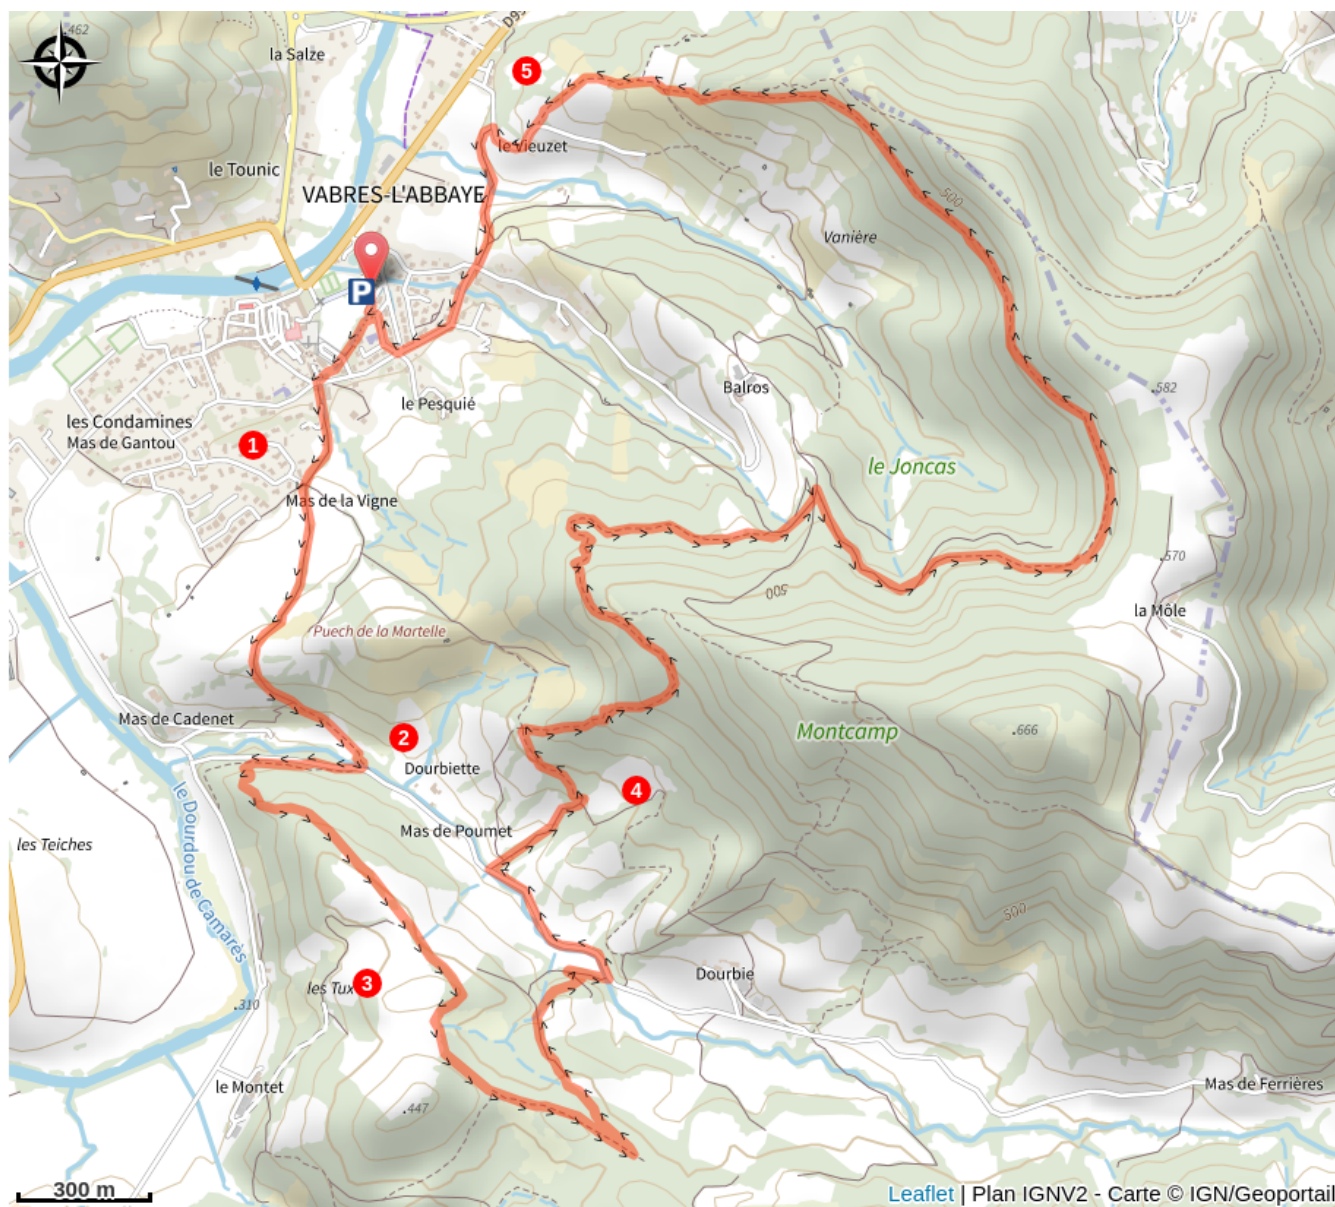 .462
la Salze
D99
5
le Vieuzet
le Tounic
VABRES-L'ABBAYE
500
Vanière
P
.582
Balros
le Pesquié
les Condamines
Mas de Gantou
1
le Joncas
Mas de la Vigne
.570
500
la Môle
Puech de la Martelle
Mas de Cadenet
2
Dourbiette
Montcamp
.666
4
le Dourdou de Camarès
Mas de Poumet
les Teiches
500
Dourbie
les Tux
3
.310
le Montet
Mas de Ferrières
.447
300 m
Leaflet | Plan IGNV2 - Carte © IGN/Geoportail